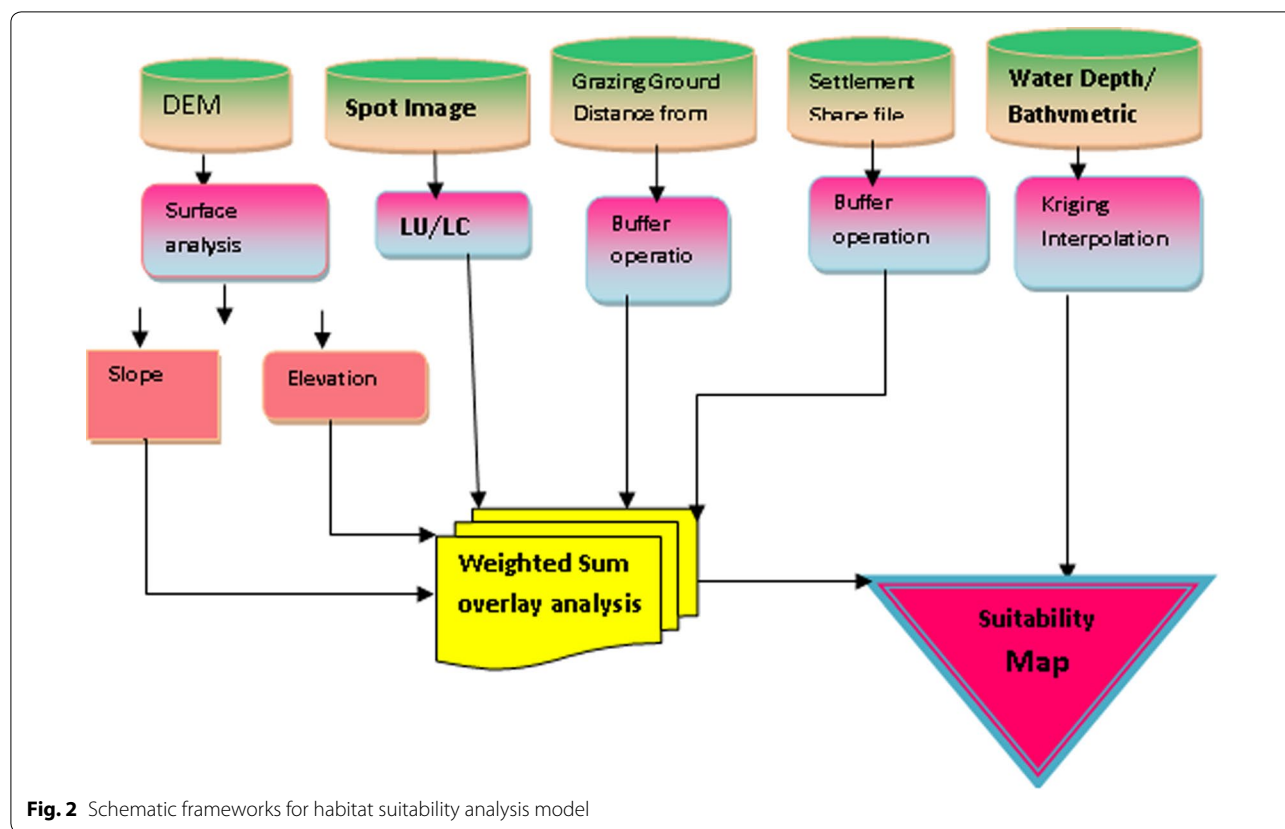 DEM
Spot Image
Grazing Ground
Distance from
Settlement
Shape file
Water Depth/
Bathymetric
Surface
analysis
LU/LC
Buffer
operatio
Buffer
operation
Kriging
Interpolation
Slope
Elevation
Weighted Sum
overlay analysis
Suitability
Map
Fig. 2 Schematic frameworks for habitat suitability analysis model